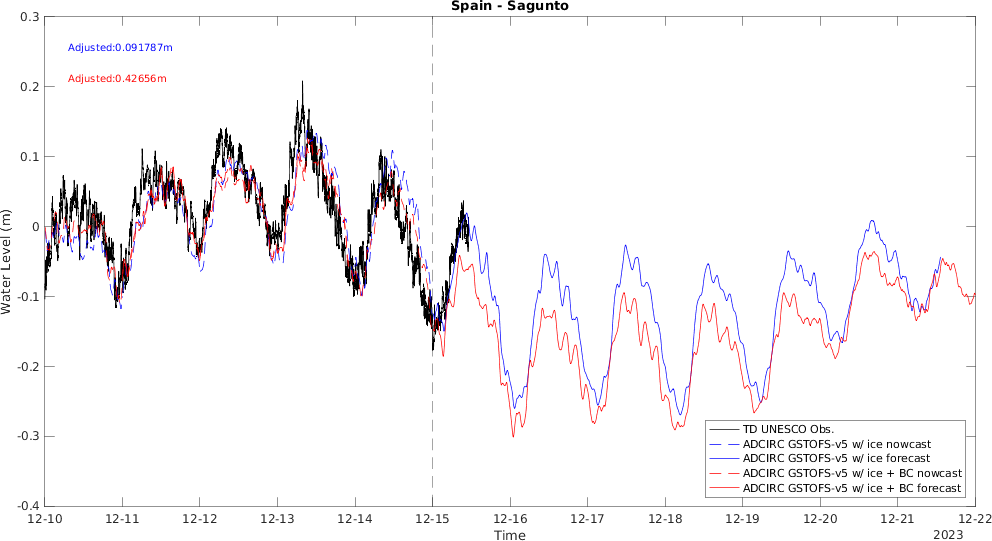 Spain - Sagunto
0.3
Adjusted:0.091787m
Adjusted:0.42656m
0.2
0.1
0
-0.1
-0.2
-0.3
-0.4
Water Level (m)
TD UNESCO Obs.
ADCIRC GSTOFS-v5 w/ ice nowcast
ADCIRC GSTOFS-v5 w/ ice forecast
ADCIRC GSTOFS-v5 w/ ice + BC nowcast
ADCIRC GSTOFS-v5 w/ ice + BC forecast
12-10 12-11 12-12 12-13 12-14 12-15 12-16 12-17 12-18 12-19 12-20 12-21 12-22
Time
2023